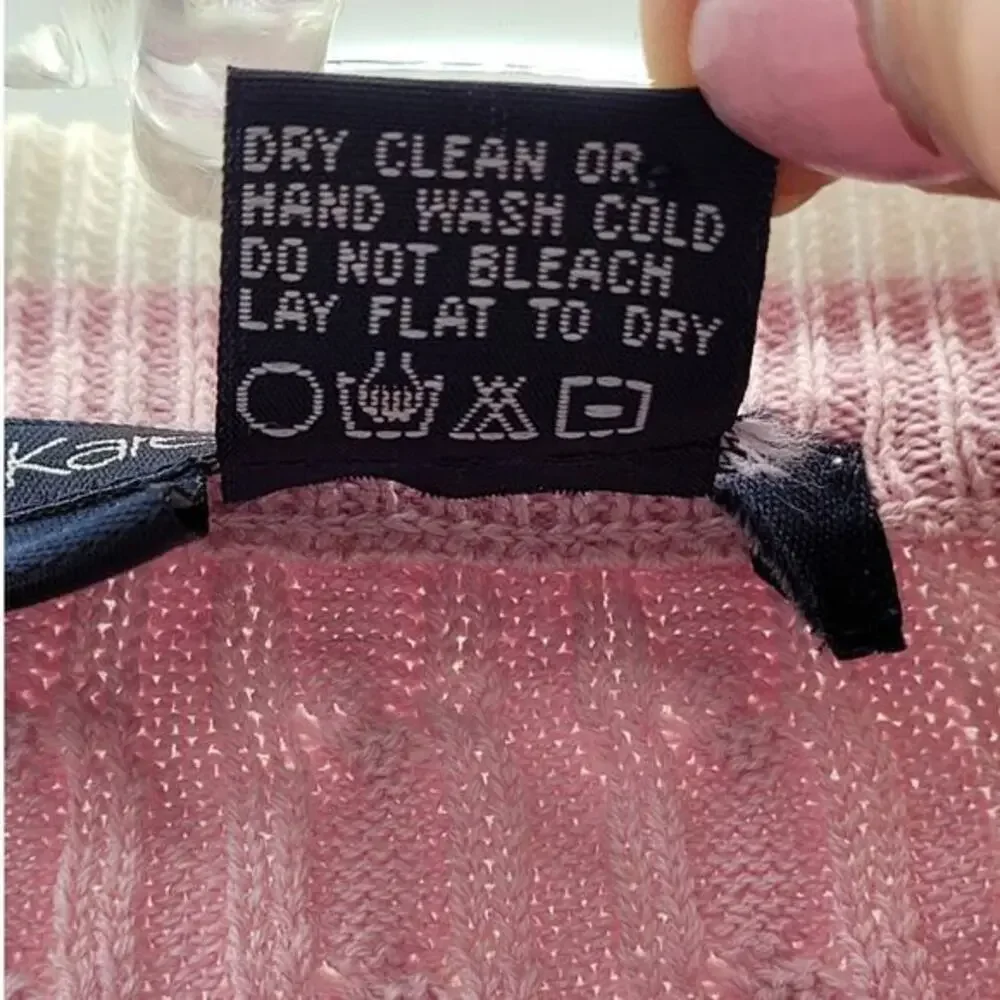 DRY CLEAN OR
HAND WASH COLD
DO NOT BLEACH
LAY FLAT TO DRY